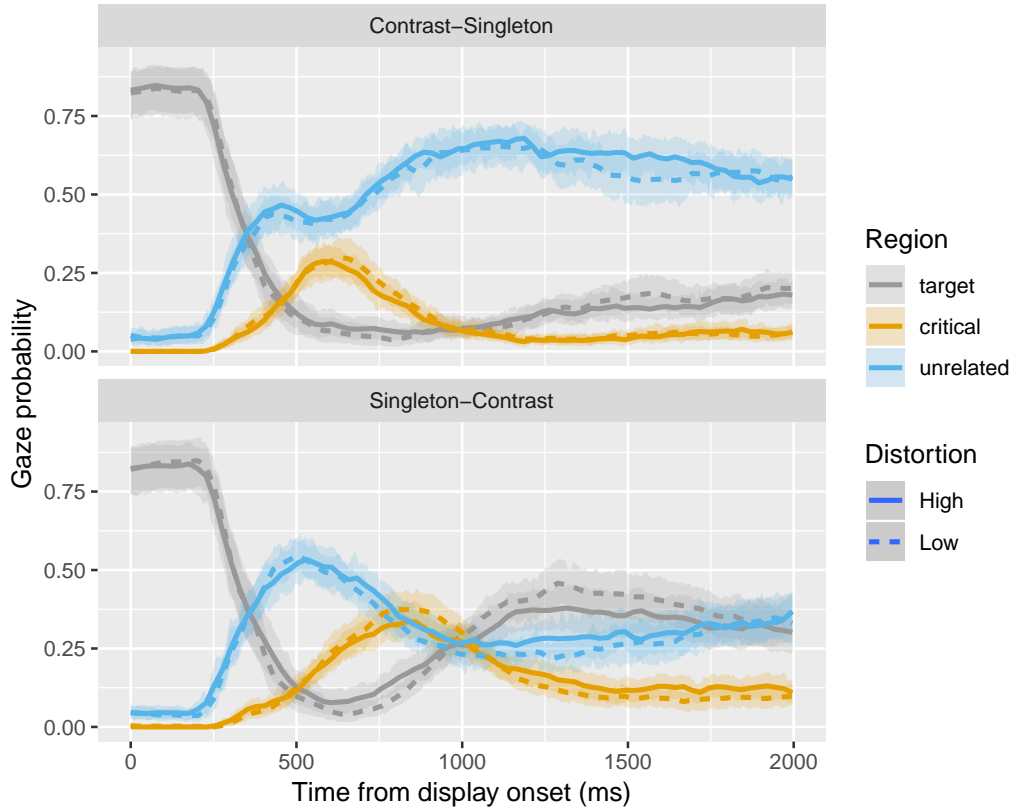 Contrast−Singleton
0.75
0.50
0.25
0.00
Singleton−Contrast
0.75
0.50
0.25
0.00
0 500 1000 1500 2000
Time from display onset (ms)
Gaze probability
Region
target
critical
unrelated
Distortion
High
Low